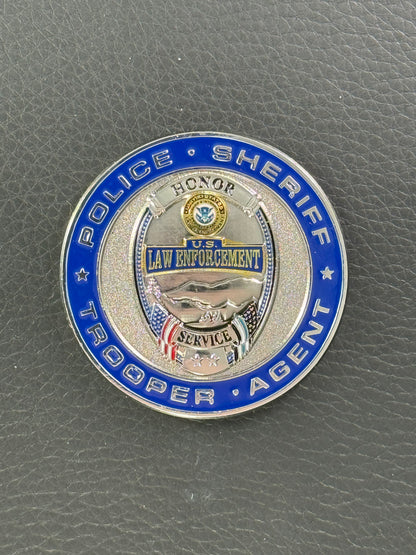 POLICE · SHERIFF
HONOR
U.S.
LAW ENFORCEMENT
SERVICE
TROOPER · AGENT